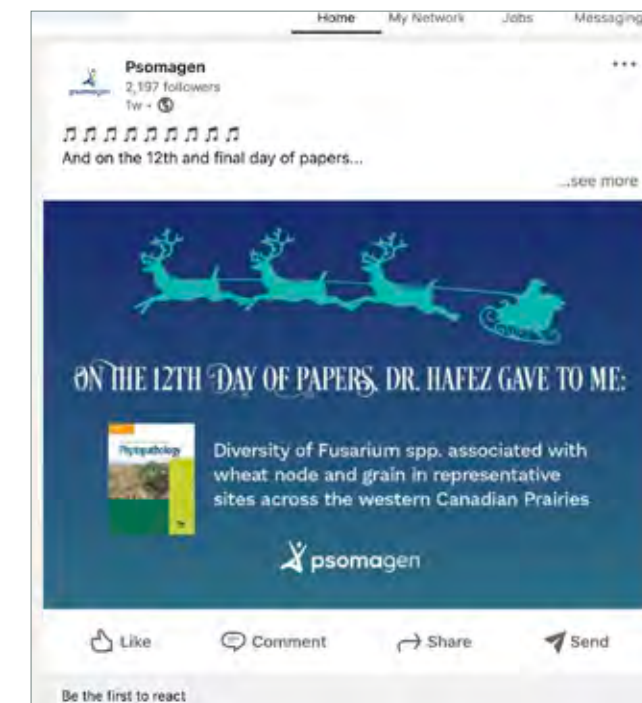 Home My Network Jobs Messaging
Psomagen
psomagen
2,197 followers
1w •
And on the 12th and final day of papers...
...see more
ON THE 12TH DAY OF PAPERS, DR. HAFEZ GAVE TO ME:
Phytopathology
Diversity of Fusarium spp. associated with
wheat node and grain in representative
sites across the western Canadian Prairies
psomagen
Like Comment Share Send
Be the first to react